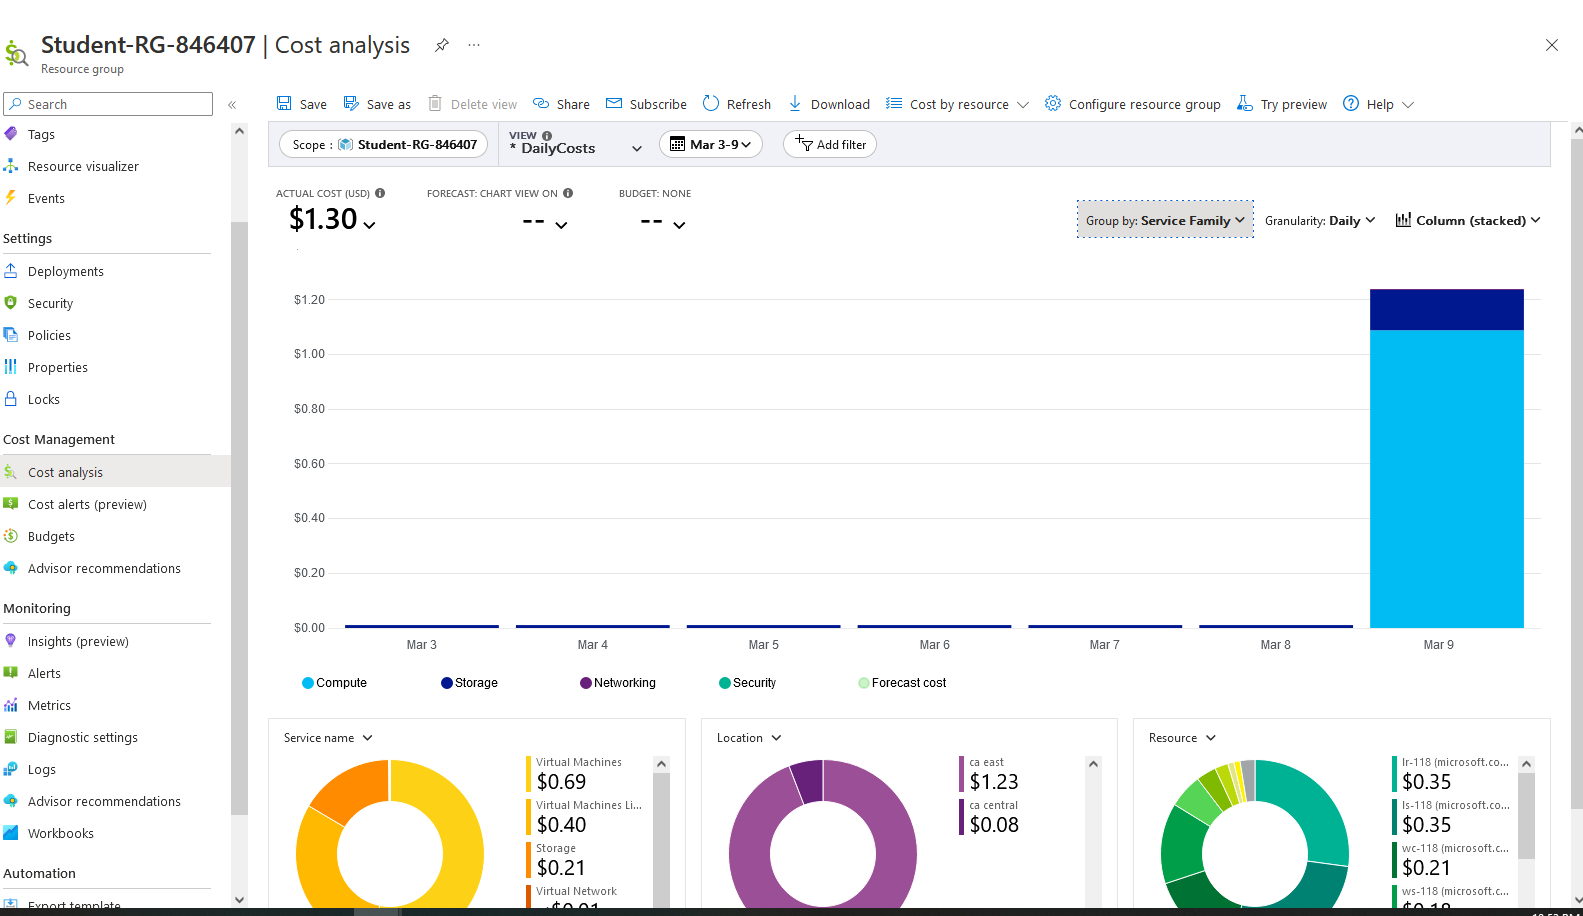 Student-RG-846407 | Cost analysis
Resource group
Search
Tags
Resource visualizer
Events
Settings
Deployments
Security
Policies
Properties
Locks
Cost Management
Cost analysis
Cost alerts (preview)
Budgets
Advisor recommendations
Monitoring
Insights (preview)
Alerts
Metrics
Diagnostic settings
Logs
Advisor recommendations
Workbooks
Automation
Export template
Save Save as Delete view Share Subscribe Refresh Download Cost by resource Configure resource group Try preview Help
Scope : Student-RG-846407
VIEW
* DailyCosts
Mar 3-9
Add filter
ACTUAL COST (USD)
$1.30
FORECAST: CHART VIEW ON
--
BUDGET: NONE
--
Group by: Service Family
Granularity: Daily
Column (stacked)
$1.20
$1.00
$0.80
$0.60
$0.40
$0.20
$0.00
Mar 3 Mar 4 Mar 5 Mar 6 Mar 7 Mar 8 Mar 9
Compute Storage Networking Security Forecast cost
Service name
Virtual Machines
$0.69
Virtual Machines Li...
$0.40
Storage
$0.21
Virtual Network
Location
ca east
$1.23
ca central
$0.08
Resource
lr-118 (microsoft.co...
$0.35
ls-118 (microsoft.co...
$0.35
wc-118 (microsoft.c...
$0.21
ws-118 (microsoft.c...